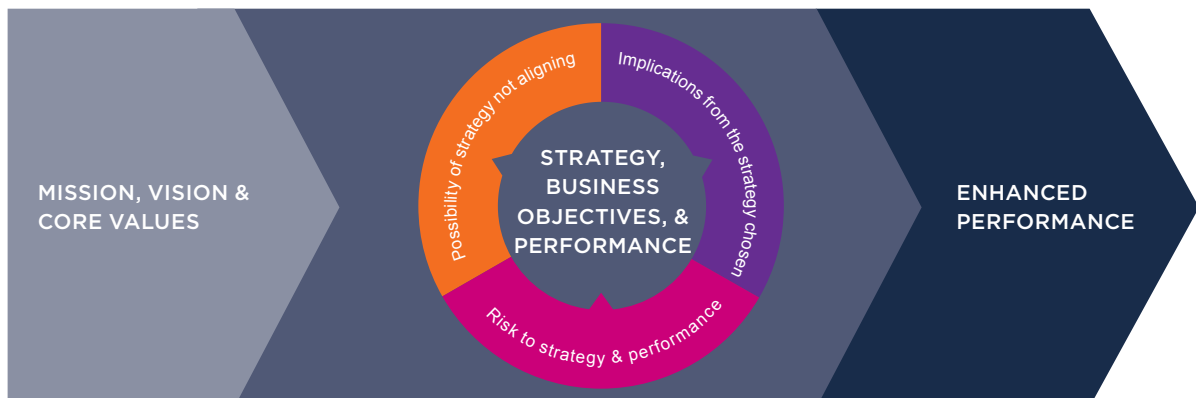 MISSION, VISION &
CORE VALUES
Possibility of strategy not aligning
Implications from the strategy chosen
STRATEGY,
BUSINESS
OBJECTIVES, &
PERFORMANCE
Risk to strategy & performance
ENHANCED
PERFORMANCE